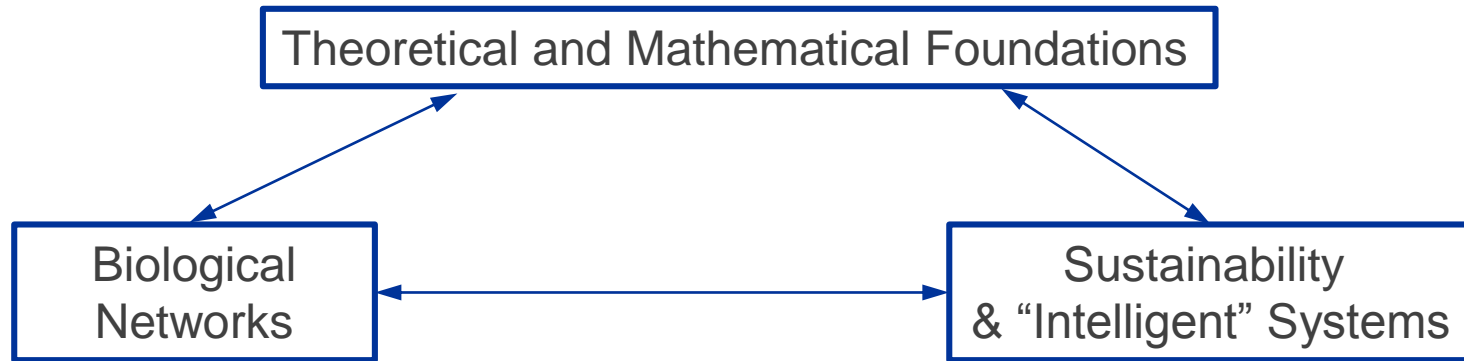 Theoretical and Mathematical Foundations
Biological
Networks
Sustainability
& “Intelligent” Systems